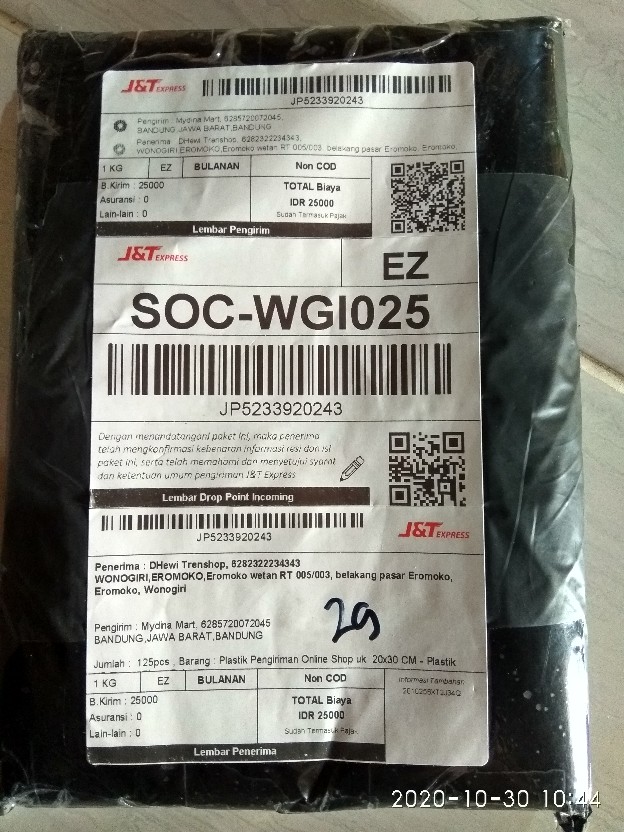 J&T EXPRESS
JP5233920243
Pengirim : Mydina Mart, 6285720072045,
BANDUNG,JAWA BARAT,BANDUNG
Penerima : DHewi Trenshop, 6282322234343,
WONOGIRI,EROMOKO,Eromoko wetan RT 005/003, belakang pasar Eromoko, Eromoko,
1 KG EZ BULANAN Non COD
B.Kirim : 25000
Asuransi : 0
Lain-lain : 0
TOTAL Biaya
IDR 25000
Sudah Termasuk Pajak
Lembar Pengirim
J&T EXPRESS
EZ
SOC-WGI025
JP5233920243
Dengan menandatangani paket ini, maka penerima
telah mengkonfirmasi kebenaran informasi resi dan isi
paket ini, serta telah memahami dan menyetujui syarat
dan ketentuan umum pengiriman J&T Express
Lembar Drop Point Incoming
JP5233920243
J&T EXPRESS
Penerima : DHewi Trenshop, 6282322234343
WONOGIRI,EROMOKO,Eromoko wetan RT 005/003, belakang pasar Eromoko,
Eromoko, Wonogiri
29
Pengirim : Mydina Mart, 6285720072045
BANDUNG,JAWA BARAT,BANDUNG
Jumlah : 125pcs , Barang : Plastik Pengiriman Online Shop uk 20x30 CM - Plastik
1 KG EZ BULANAN Non COD
Informasi Tambahan
B.Kirim : 25000
Asuransi : 0
Lain-lain : 0
TOTAL Biaya
IDR 25000
Sudah Termasuk Pajak
Lembar Penerima
2020-10-30 10:44